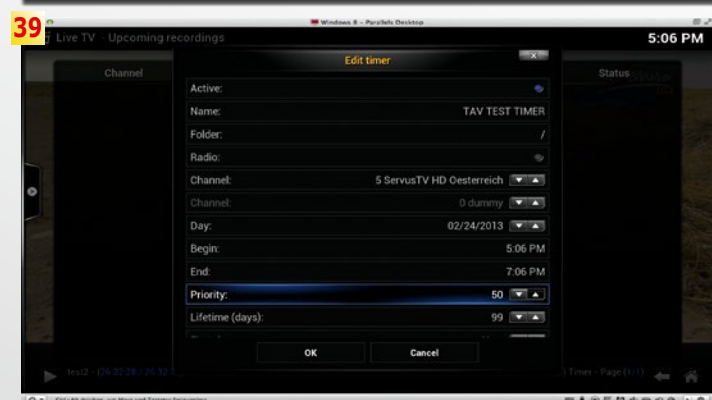 39
Windows 8 - Parallels Desktop
Live TV - Upcoming recordings
5:06 PM
Edit timer
Channel
Status
Active:
Name: TAV TEST TIMER
Folder: /
Radio:
Channel: 5 ServusTV HD Oesterreich
Channel: 0 dummy
Day: 02/24/2013
Begin: 5:06 PM
End: 7:06 PM
Priority: 50
Lifetime (days): 99
OK Cancel
Timer - Page (1/1)